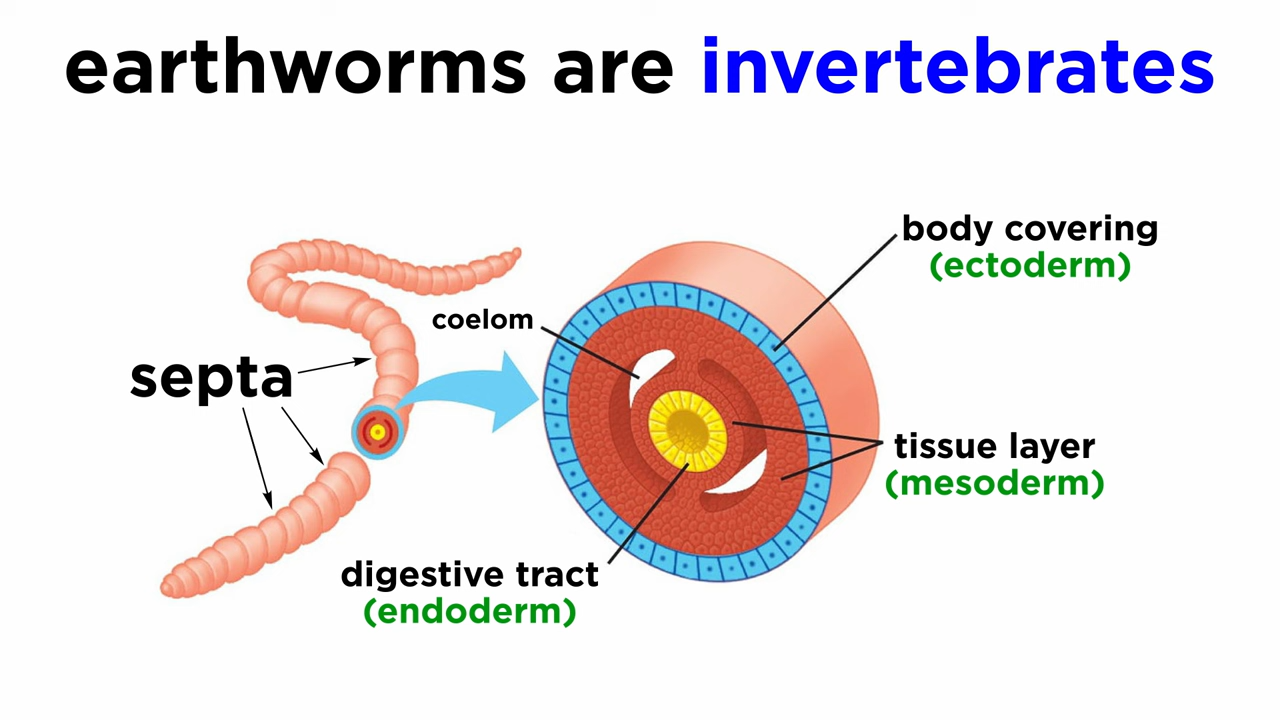 earthworms are invertebrates
body covering
(ectoderm)
coelom
septa
tissue layer
(mesoderm)
digestive tract
(endoderm)